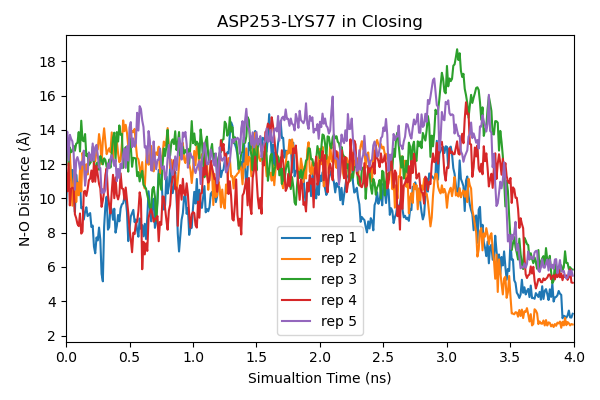 ASP253-LYS77 in Closing
N-O Distance (Å)
18
16
14
12
10
8
6
4
2
rep 1
rep 2
rep 3
rep 4
rep 5
0.0 0.5 1.0 1.5 2.0 2.5 3.0 3.5 4.0
Simualtion Time (ns)